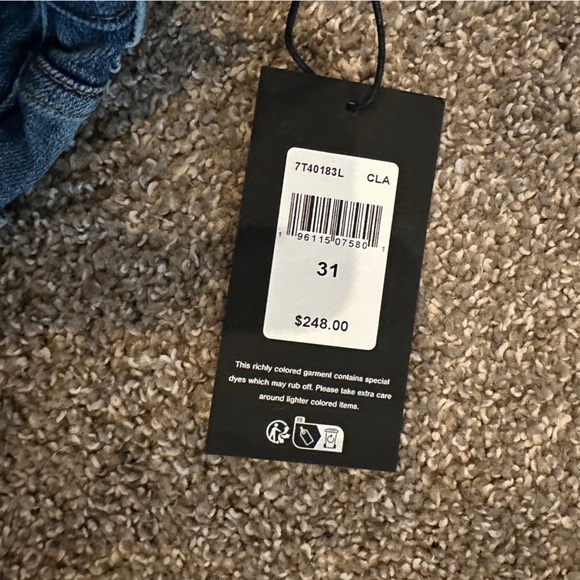 7T40183L CLA
1 96115 07580 1
31
$248.00
This richly colored garment contains special
dyes which may rub off. Please take extra care
around lighter colored items.
FR